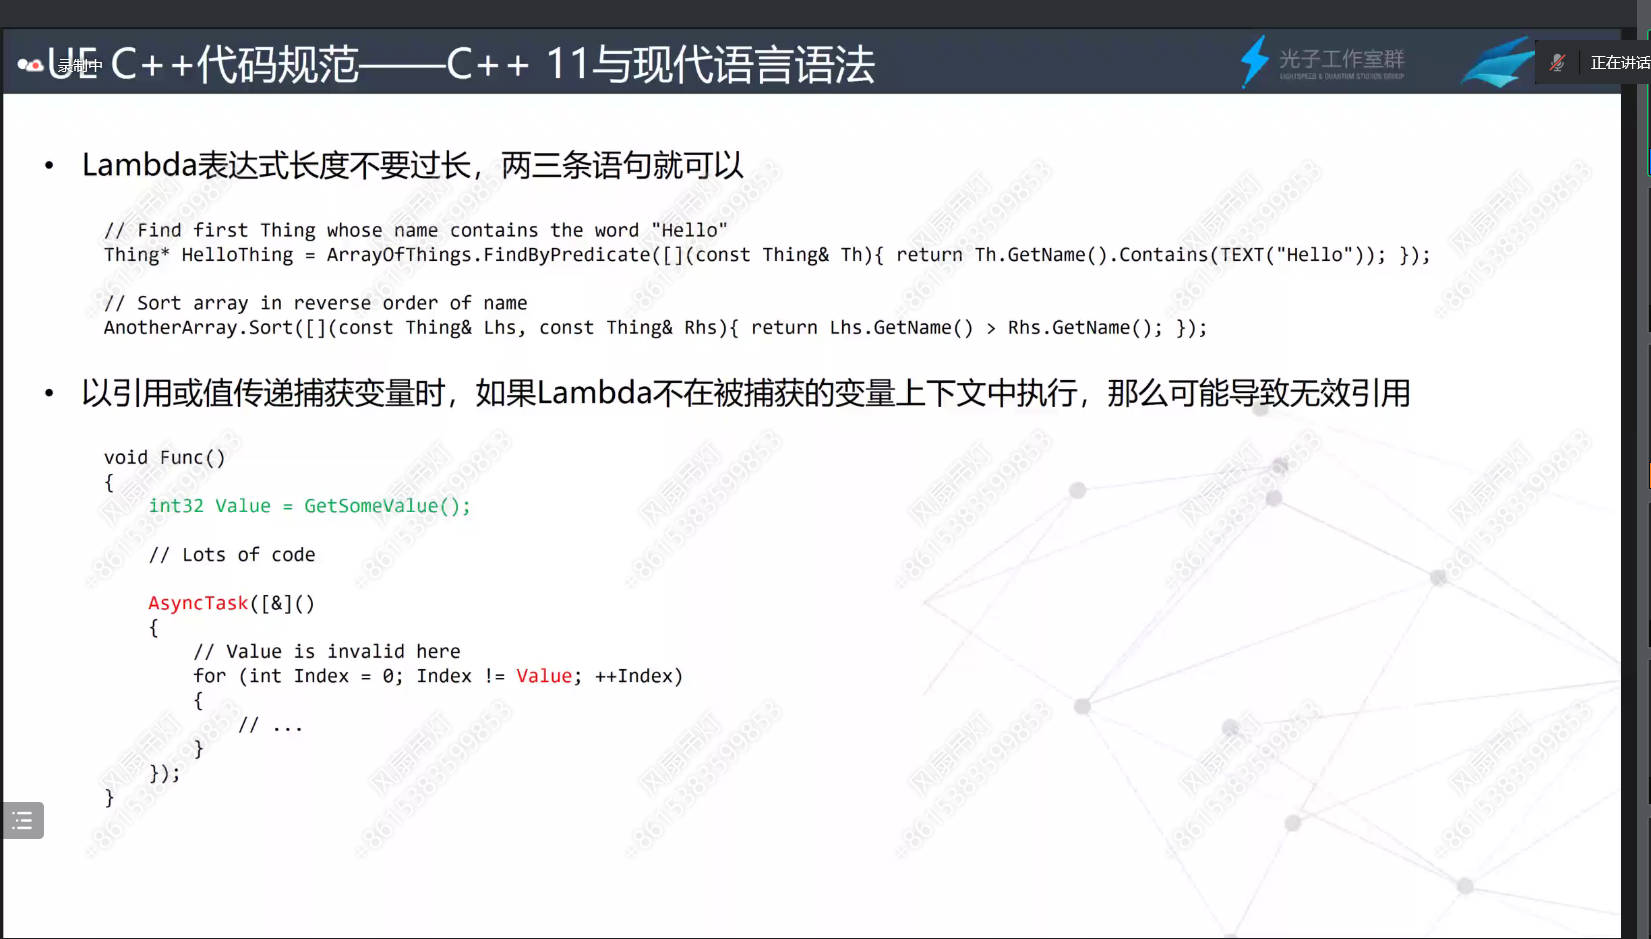 UE C++代码规范——C++ 11与现代语言语法
录制中
光子工作室群
LIGHTSPEED & QUANTUM STUDIOS GROUP
正在讲话
• Lambda表达式长度不要过长，两三条语句就可以
// Find first Thing whose name contains the word "Hello"
Thing* HelloThing = ArrayOfThings.FindByPredicate([](const Thing& Th){ return Th.GetName().Contains(TEXT("Hello")); });
// Sort array in reverse order of name
AnotherArray.Sort([](const Thing& Lhs, const Thing& Rhs){ return Lhs.GetName() > Rhs.GetName(); });
• 以引用或值传递捕获变量时，如果Lambda不在被捕获的变量上下文中执行，那么可能导致无效引用
void Func()
{
int32 Value = GetSomeValue();
// Lots of code
AsyncTask([&]()
{
// Value is invalid here
for (int Index = 0; Index != Value; ++Index)
{
// ...
}
});
}